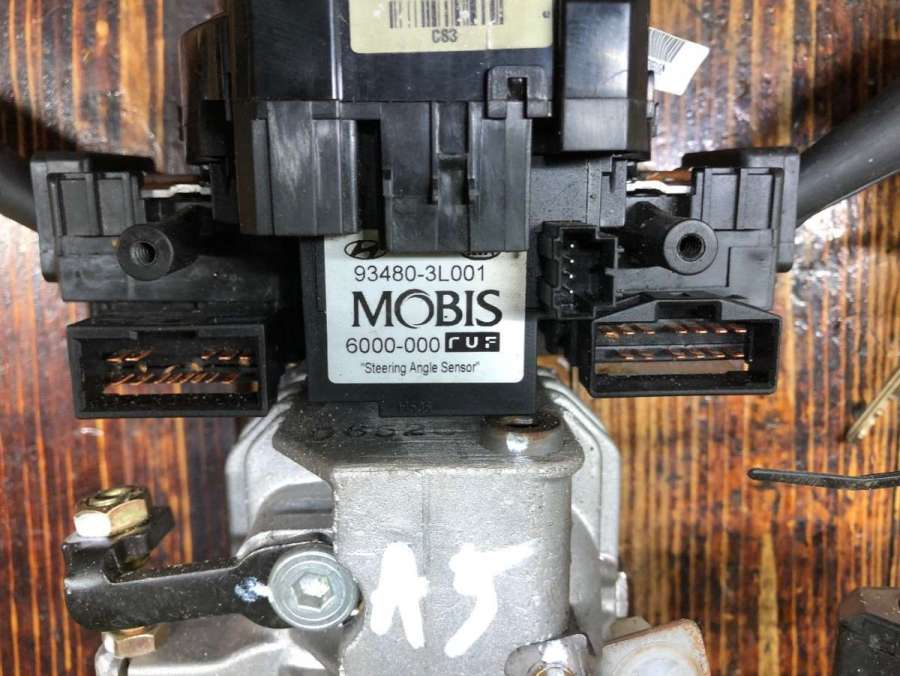 CS3
93480-3L001
MOBIS
6000-000 ruf
"Steering Angle Sensor"
A5